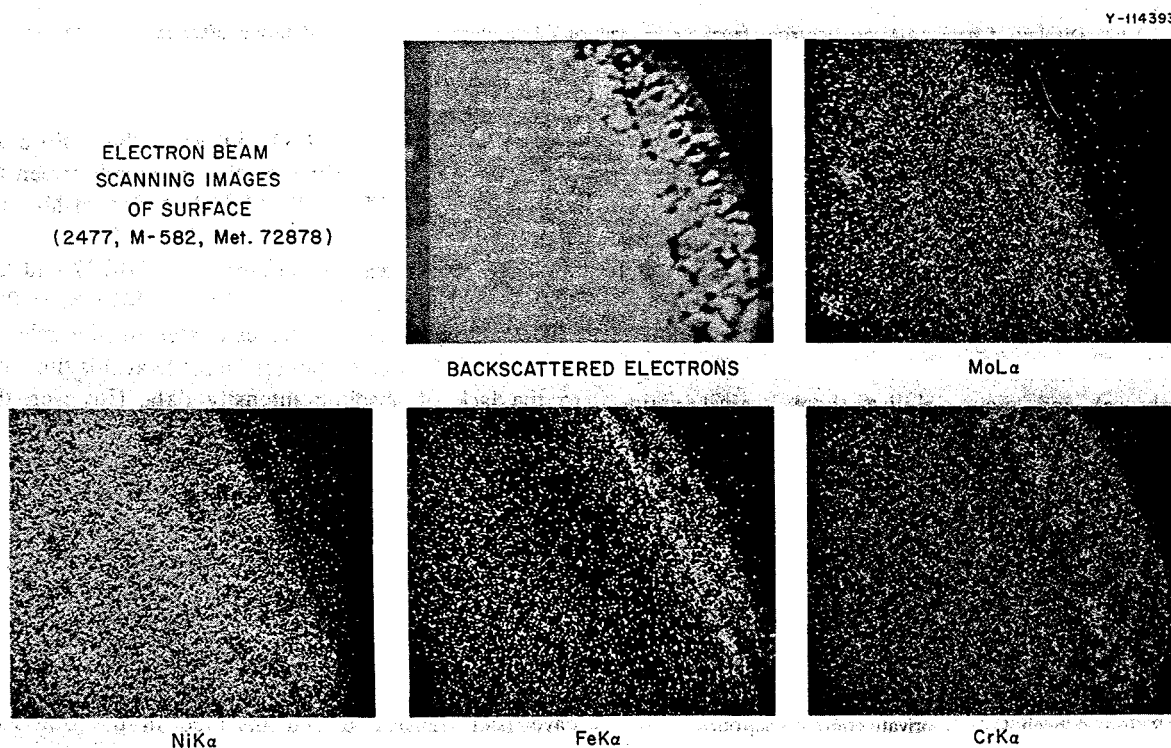 Y-114393
ELECTRON BEAM
SCANNING IMAGES
OF SURFACE
(2477, M-582, Met. 72878)
BACKSCATTERED ELECTRONS
MoLα
NiKα
FeKα
CrKα